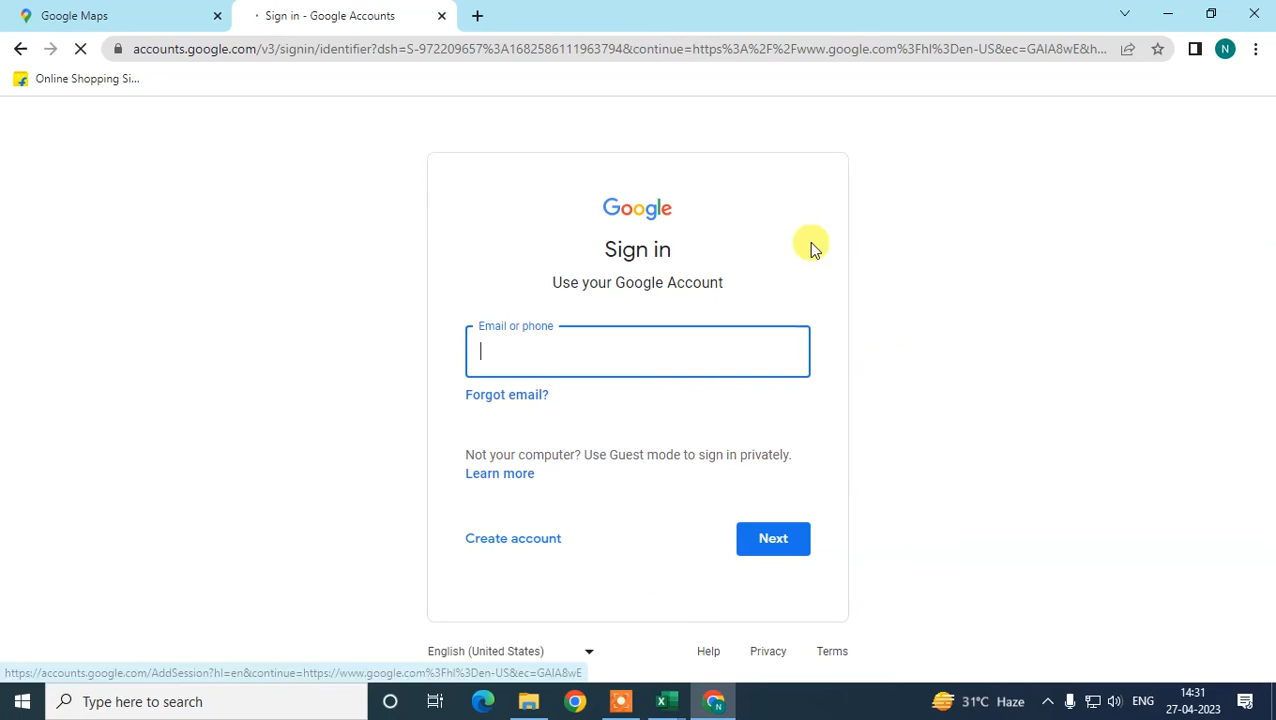 Google Maps
Sign in - Google Accounts
accounts.google.com/v3/signin/identifier?dsh=S-972209657%3A1682586111963794&continue=https%3A%2F%2Fwww.google.com%3Fhl%3Den-US&ec=GAlA8wE&h...
N
Online Shopping Si...
Google
Sign in
Use your Google Account
Email or phone
Forgot email?
Not your computer? Use Guest mode to sign in privately.
Learn more
Create account
Next
English (United States)
Help
Privacy
Terms
https://accounts.google.com/AddSession?hl=en&continue=https://www.google.com%3Fhl%3Den-US&ec=GAlA8wE
Type here to search
N
31°C Haze
ENG
14:31
27-04-2023